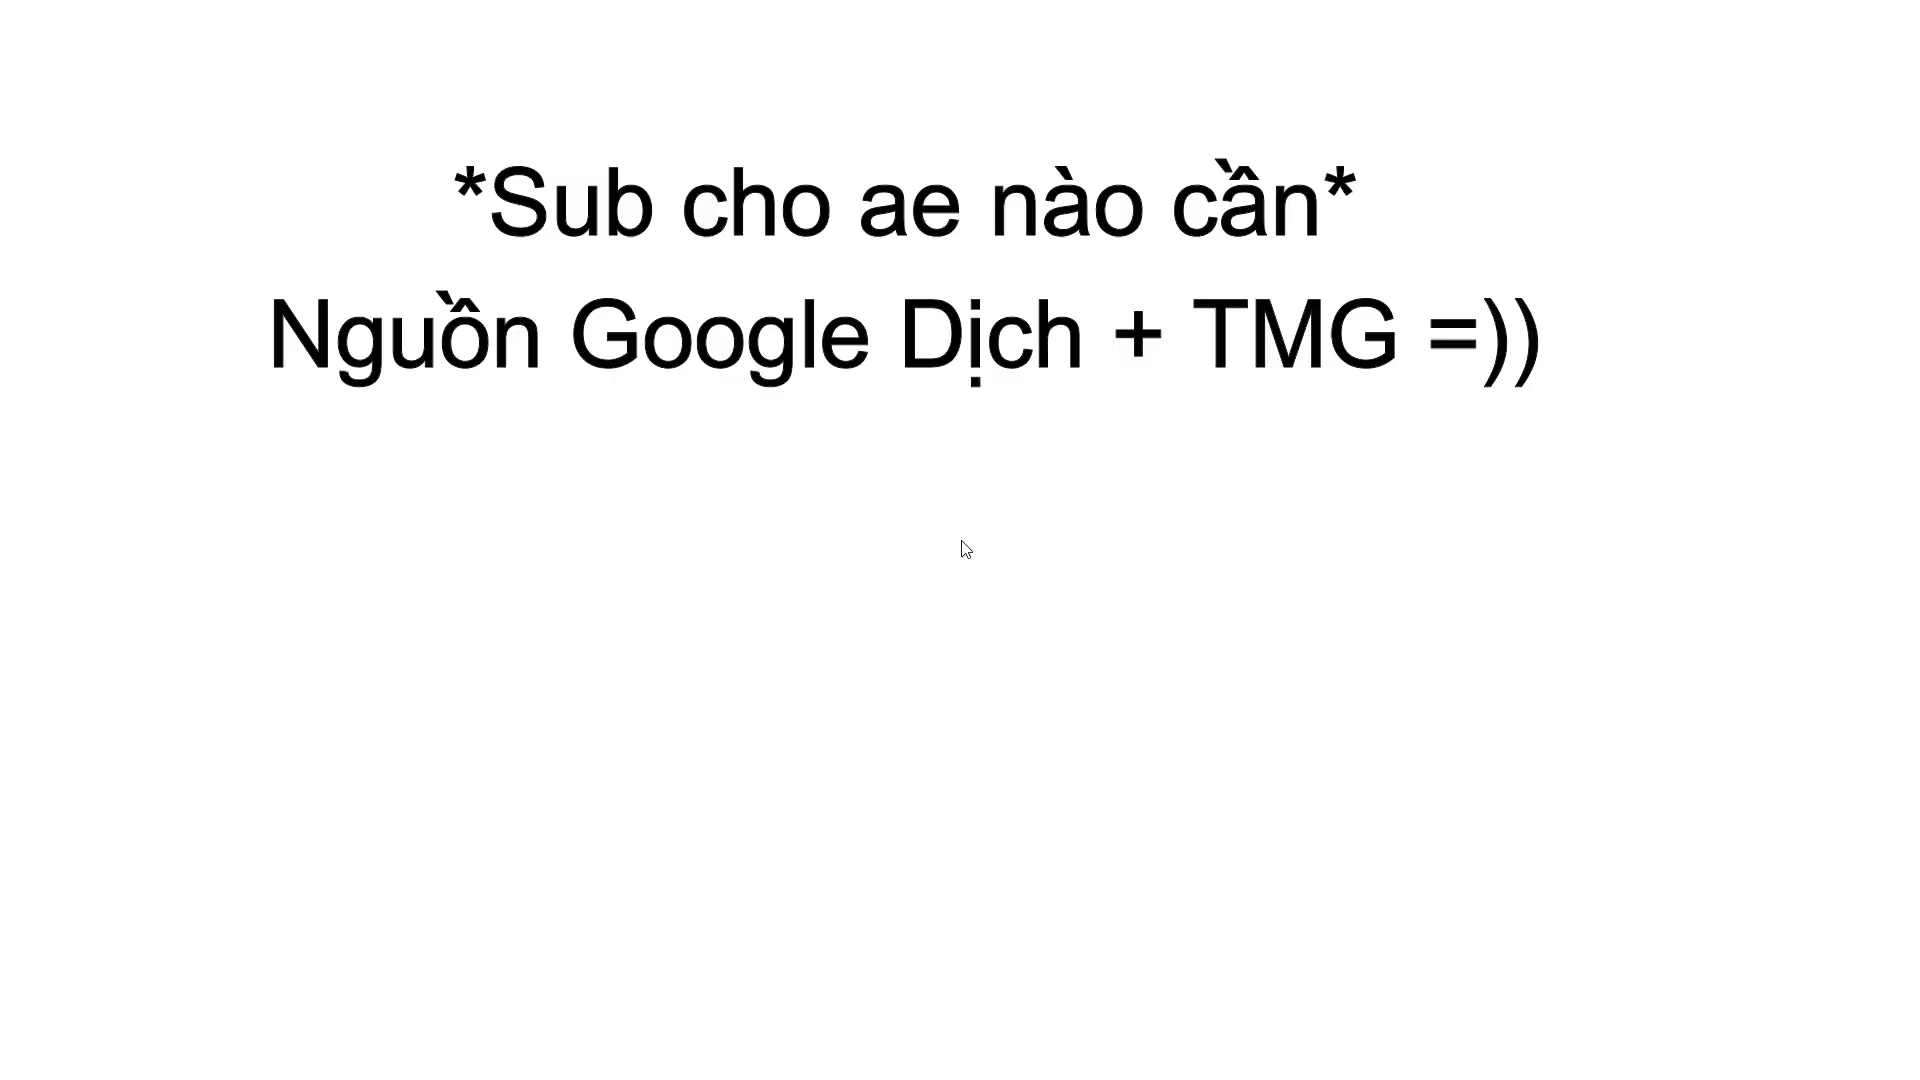 *Sub cho ae nào cần*
Nguồn Google Dịch + TMG =))